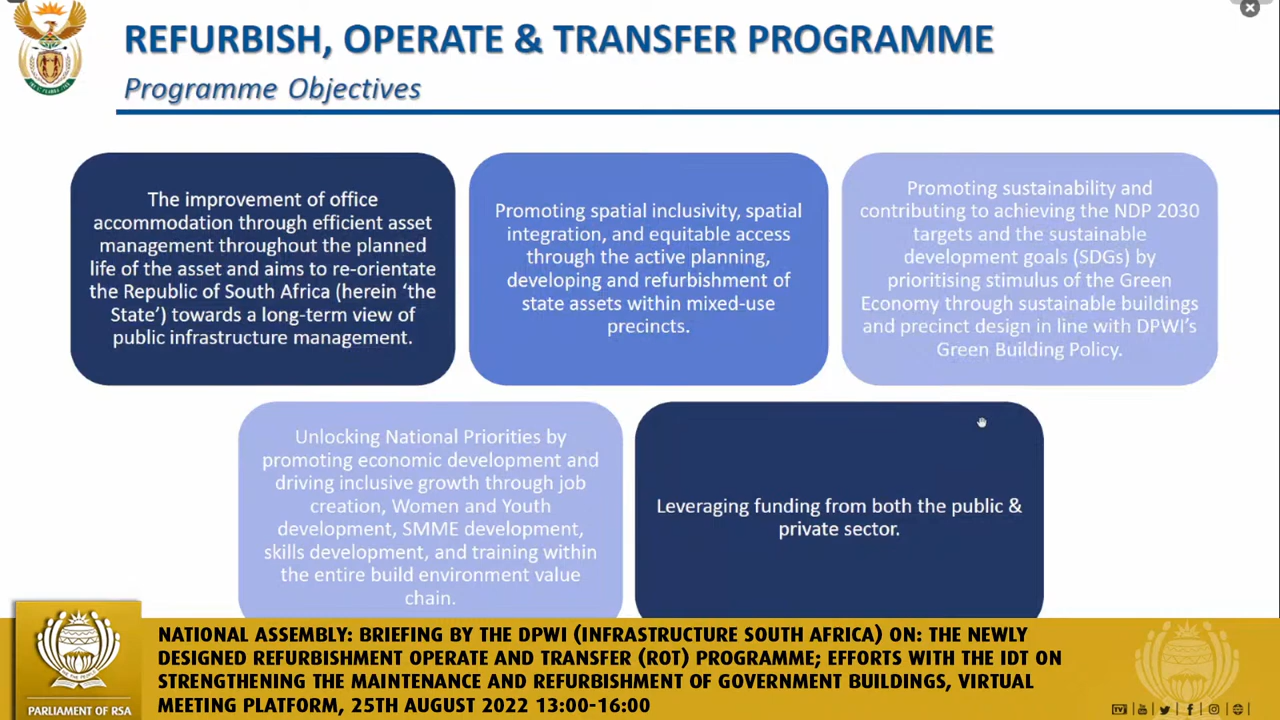 REFURBISH, OPERATE & TRANSFER PROGRAMME
Programme Objectives
The improvement of office
accommodation through efficient asset
management throughout the planned
life of the asset and aims to re-orientate
the Republic of South Africa (herein ‘the
State’) towards a long-term view of
public infrastructure management.
Promoting spatial inclusivity, spatial
integration, and equitable access
through the active planning,
developing and refurbishment of
state assets within mixed-use
precincts.
Promoting sustainability and
contributing to achieving the NDP 2030
targets and the sustainable
development goals (SDGs) by
prioritising stimulus of the Green
Economy through sustainable buildings
and precinct design in line with DPWI’s
Green Building Policy.
Unlocking National Priorities by
promoting economic development and
driving inclusive growth through job
creation, Women and Youth
development, SMME development,
skills development, and training within
the entire build environment value
chain.
Leveraging funding from both the public &
private sector.
NATIONAL ASSEMBLY: BRIEFING BY THE DPWI (INFRASTRUCTURE SOUTH AFRICA) ON: THE NEWLY
DESIGNED REFURBISHMENT OPERATE AND TRANSFER (ROT) PROGRAMME; EFFORTS WITH THE IDT ON
STRENGTHENING THE MAINTENANCE AND REFURBISHMENT OF GOVERNMENT BUILDINGS, VIRTUAL
MEETING PLATFORM, 25TH AUGUST 2022 13:00-16:00
PARLIAMENT OF RSA